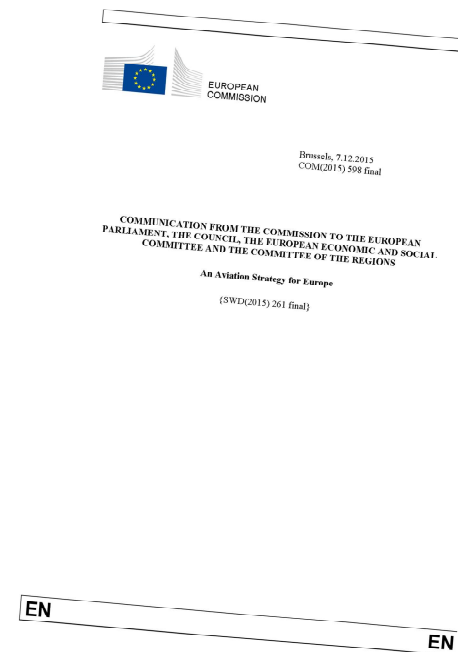 EUROPEAN
COMMISSION
Brussels, 7.12.2015
COM(2015) 598 final
COMMUNICATION FROM THE COMMISSION TO THE EUROPEAN
PARLIAMENT, THE COUNCIL, THE EUROPEAN ECONOMIC AND SOCIAL
COMMITTEE AND THE COMMITTEE OF THE REGIONS
An Aviation Strategy for Europe
{SWD(2015) 261 final}
EN
EN